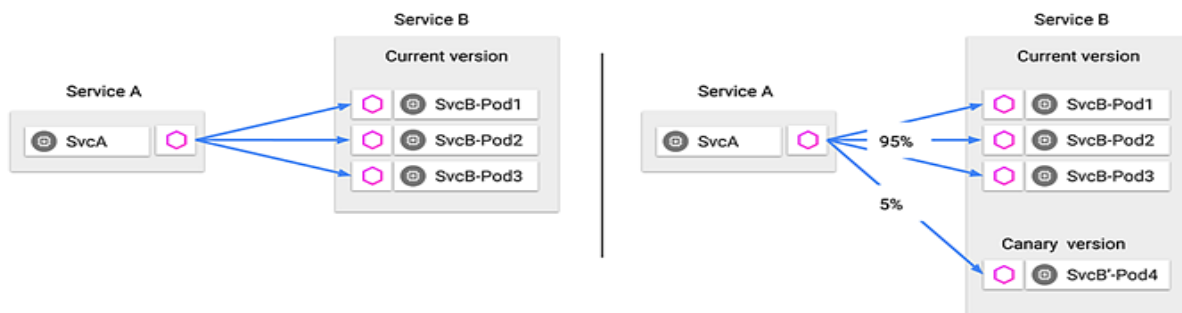 Service B
Current version
Service A
SvcB-Pod1
SvcA
SvcB-Pod2
SvcB-Pod3
Service B
Current version
Service A
SvcB-Pod1
SvcA
95%
SvcB-Pod2
SvcB-Pod3
5%
Canary version
SvcB'-Pod4